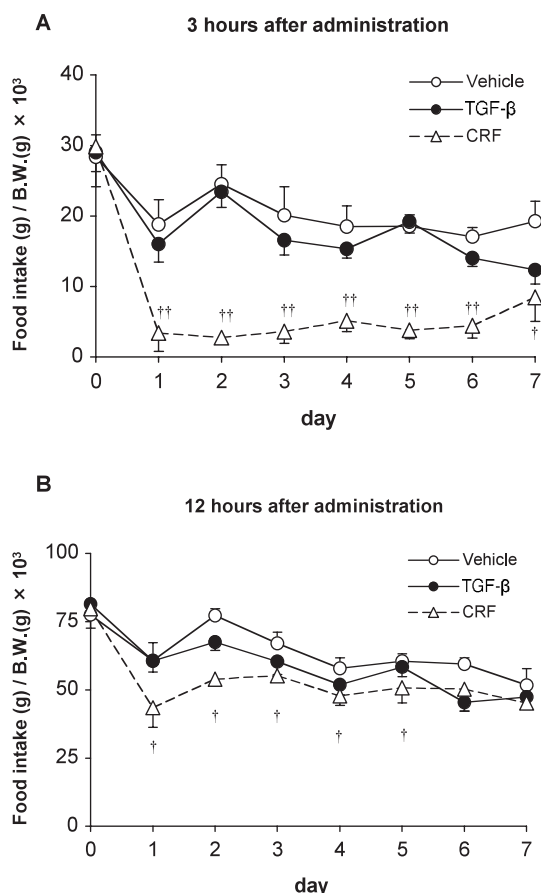 A
3 hours after administration
Food intake (g) / B.W.(g) × 10³
40
30
20
10
0
Vehicle
TGF-β
CRF
†† †† †† †† †† †† †
0 1 2 3 4 5 6 7
day
B
12 hours after administration
Food intake (g) / B.W.(g) × 10³
100
75
50
25
0
Vehicle
TGF-β
CRF
† † † † †
0 1 2 3 4 5 6 7
day